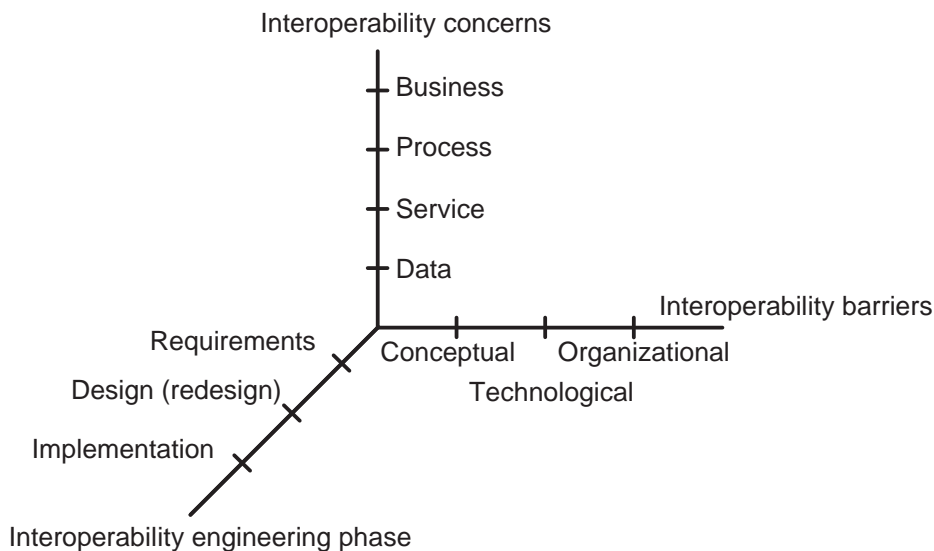 Interoperability concerns
Business
Process
Service
Data
Interoperability barriers
Conceptual
Organizational
Technological
Requirements
Design (redesign)
Implementation
Interoperability engineering phase